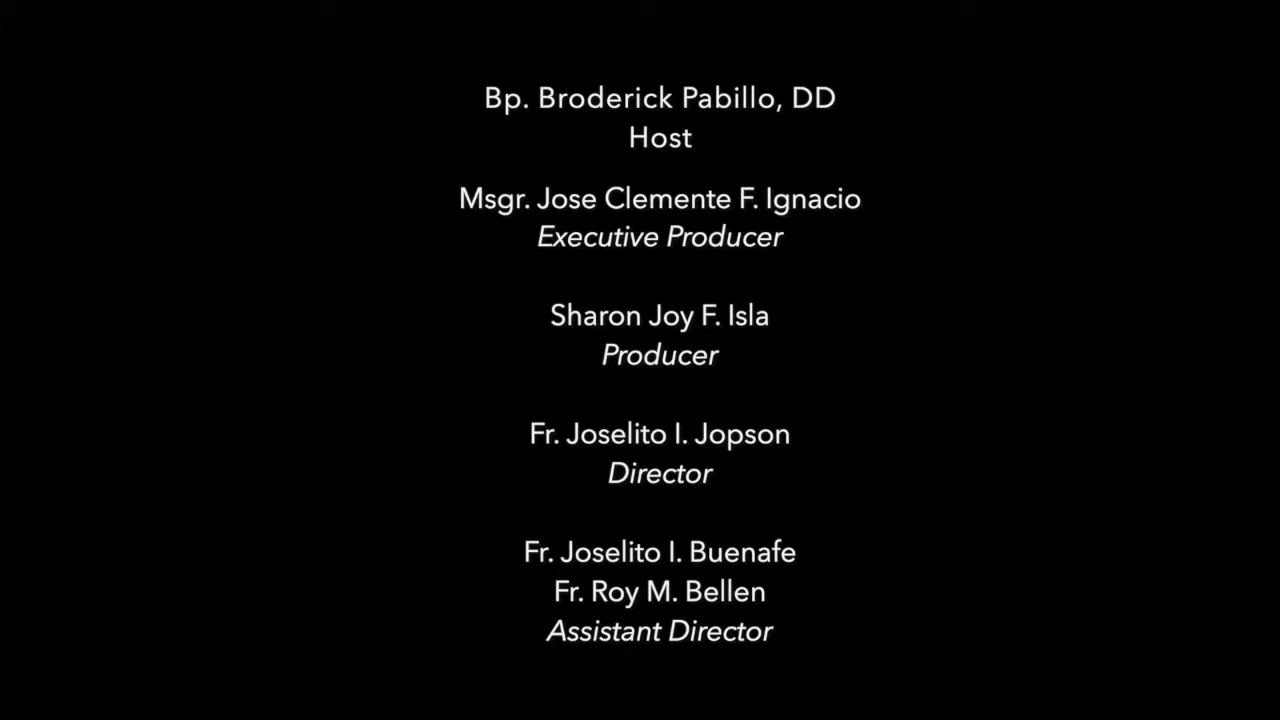 Bp. Broderick Pabillo, DD
Host
Msgr. Jose Clemente F. Ignacio
Executive Producer
Sharon Joy F. Isla
Producer
Fr. Joselito I. Jopson
Director
Fr. Joselito I. Buenafe
Fr. Roy M. Bellen
Assistant Director